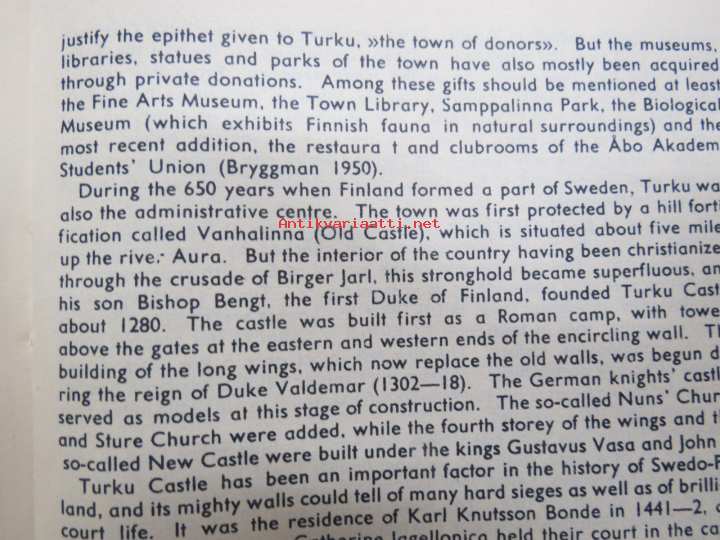 justify the epithet given to Turku, »the town of donors». But the museums,
libraries, statues and parks of the town have also mostly been acquired
through private donations. Among these gifts should be mentioned at least
the Fine Arts Museum, the Town Library, Samppalinna Park, the Biological
Museum (which exhibits Finnish fauna in natural surroundings) and the
most recent addition, the restaura t and clubrooms of the Åbo Akadem
Students' Union (Bryggman 1950).
During the 650 years when Finland formed a part of Sweden, Turku wa
also the administrative centre. The town was first protected by a hill forti
Antikvariaatti.net
fication called Vanhalinna (Old Castle), which is situated about five mile
up the rive. Aura. But the interior of the country having been christianize
through the crusade of Birger Jarl, this stronghold became superfluous, an
his son Bishop Bengt, the first Duke of Finland, founded Turku Cast
about 1280. The castle was built first as a Roman camp, with towe
above the gates at the eastern and western ends of the encircling wall. Th
building of the long wings, which now replace the old walls, was begun d
ring the reign of Duke Valdemar (1302—18). The German knights' castl
served as models at this stage of construction. The so-called Nuns' Chur
and Sture Church were added, while the fourth storey of the wings and t
so-called New Castle were built under the kings Gustavus Vasa and John
Turku Castle has been an important factor in the history of Swedo-F
land, and its mighty walls could tell of many hard sieges as well as of brilli
court life. It was the residence of Karl Knutsson Bonde in 1441—2,
Catherine Jagellonica held their court in the ca